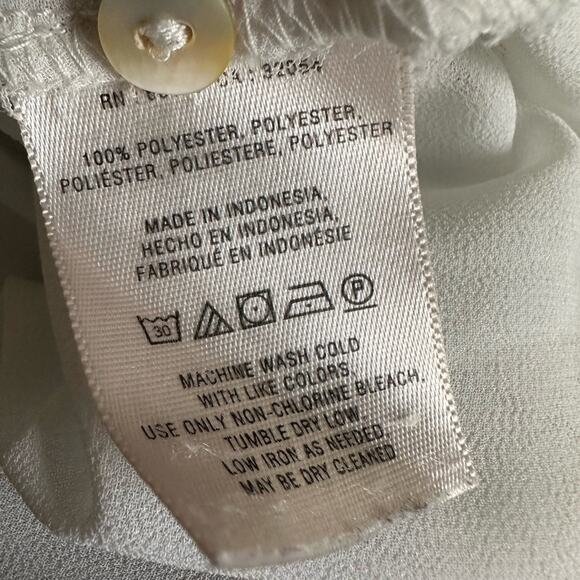 RN :
100% POLYESTER, POLYESTER,
POLIÉSTER, POLIESTERE, POLYESTER
MADE IN INDONESIA,
HECHO EN INDONESIA,
FABRIQUÉ EN INDONÉSIE
30 P
MACHINE WASH COLD
WITH LIKE COLORS,
USE ONLY NON-CHLORINE BLEACH.
TUMBLE DRY LOW
LOW IRON AS NEEDED
MAY BE DRY CLEANED